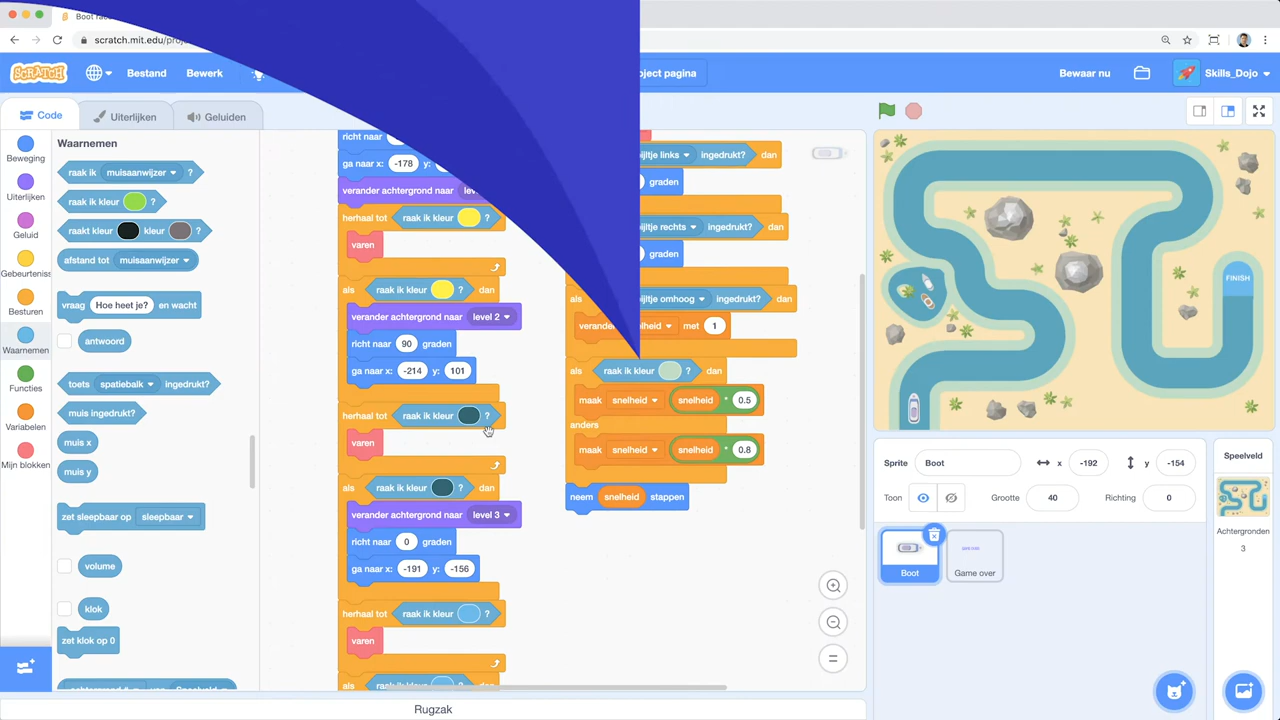 Boot rac
scratch.mit.edu/proj
SCRATCH
Bestand
Bewerk
oject pagina
Bewaar nu
Skills_Dojo
Code
Uiterlijken
Geluiden
Beweging
Uiterlijken
Geluid
Gebeurteniss
Besturen
Waarnemen
Functies
Variabelen
Mijn blokken
Waarnemen
raak ik muisaanwijzer ?
raak ik kleur ?
raakt kleur kleur ?
afstand tot muisaanwijzer
vraag Hoe heet je? en wacht
antwoord
toets spatiebalk ingedrukt?
muis ingedrukt?
muis x
muis y
zet sleepbaar op sleepbaar
volume
klok
zet klok op 0
richt naar
ga naar x: -178 y:
verander achtergrond naar lev
herhaal tot raak ik kleur ?
varen
als raak ik kleur ? dan
verander achtergrond naar level 2
richt naar 90 graden
ga naar x: -214 y: 101
herhaal tot raak ik kleur ?
varen
als raak ik kleur ? dan
verander achtergrond naar level 3
richt naar 0 graden
ga naar x: -191 y: -156
herhaal tot raak ik kleur ?
varen
als raak ik kleur ?
pijltje links ingedrukt? dan
graden
pijltje rechts ingedrukt? dan
graden
als pijltje omhoog ingedrukt? dan
verander snelheid met 1
als raak ik kleur ? dan
maak snelheid snelheid * 0.5
anders
maak snelheid snelheid * 0.8
neem snelheid stappen
FINISH
Sprite Boot x -192 y -154
Toon Grootte 40 Richting 0
Boot
Game over
Speelveld
Achtergronden
3
Rugzak